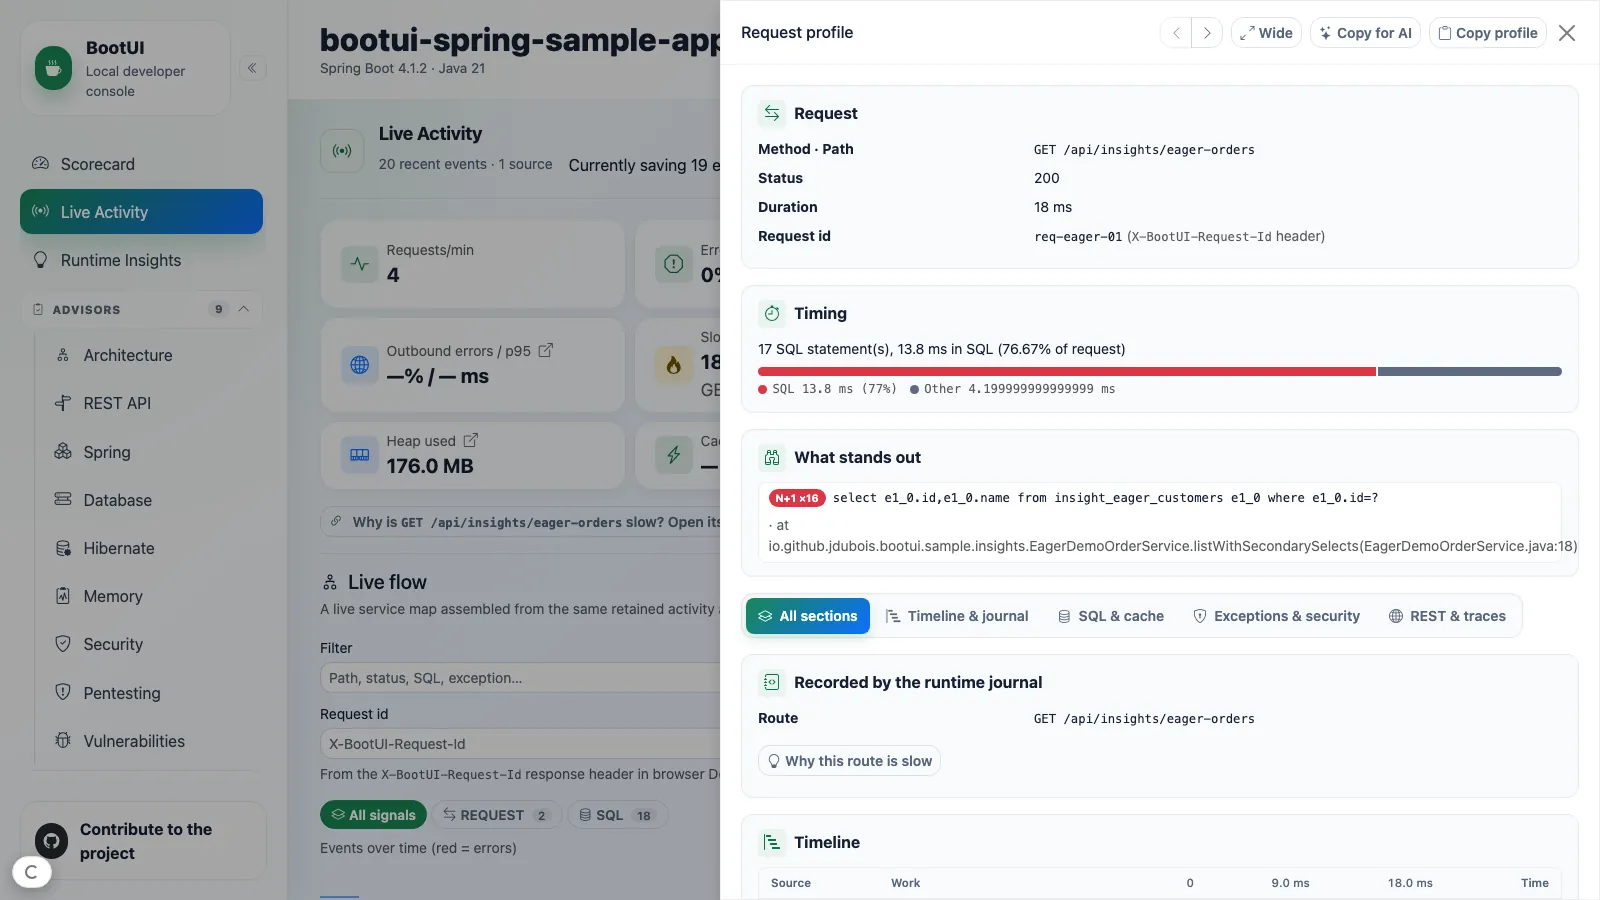 BootUI
Local developer
console
Scorecard
Live Activity
Runtime Insights
ADVISORS 9
Architecture
REST API
Spring
Database
Hibernate
Memory
Security
Pentesting
Vulnerabilities
Contribute to the
project
C
bootui-spring-sample-app
Spring Boot 4.1.2 · Java 21
Live Activity
20 recent events · 1 source Currently saving 19 e
Requests/min
4
Outbound errors / p95
—% / — ms
Heap used
176.0 MB
Why is GET /api/insights/eager-orders slow? Open its
Live flow
A live service map assembled from the same retained activity
Filter
Path, status, SQL, exception...
Request id
X-BootUI-Request-Id
From the X-BootUI-Request-Id response header in browser D
All signals REQUEST 2 SQL 18
Events over time (red = errors)
Request profile
Wide Copy for AI Copy profile
Request
Method · Path GET /api/insights/eager-orders
Status 200
Duration 18 ms
Request id req-eager-01 (X-BootUI-Request-Id header)
Timing
17 SQL statement(s), 13.8 ms in SQL (76.67% of request)
SQL 13.8 ms (77%) Other 4.199999999999999 ms
What stands out
N+1 ×16 select e1_0.id,e1_0.name from insight_eager_customers e1_0 where e1_0.id=?
· at
io.github.jdubois.bootui.sample.insights.EagerDemoOrderService.listWithSecondarySelects(EagerDemoOrderService.java:18)
All sections Timeline & journal SQL & cache Exceptions & security REST & traces
Recorded by the runtime journal
Route GET /api/insights/eager-orders
Why this route is slow
Timeline
Source Work 0 9.0 ms 18.0 ms Time